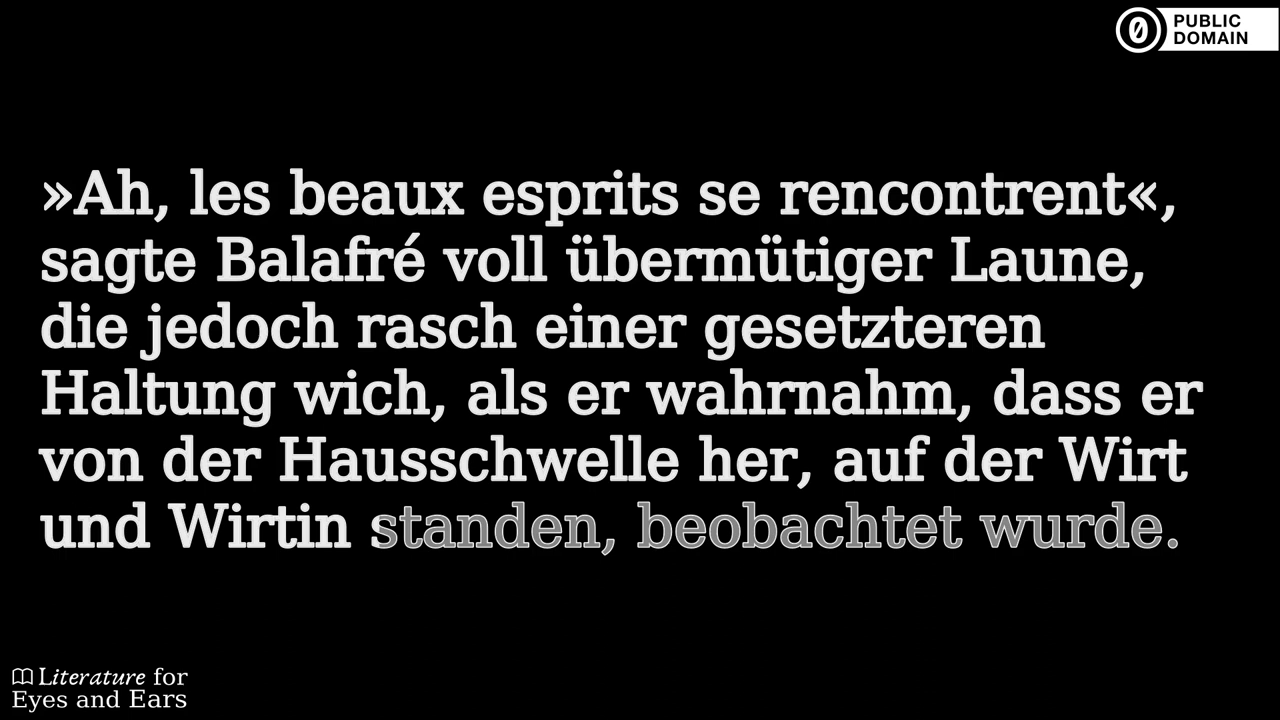 PUBLIC
DOMAIN
»Ah, les beaux esprits se rencontrent«,
sagte Balafré voll übermütiger Laune,
die jedoch rasch einer gesetzteren
Haltung wich, als er wahrnahm, dass er
von der Hausschwelle her, auf der Wirt
und Wirtin standen, beobachtet wurde.
Literature for
Eyes and Ears